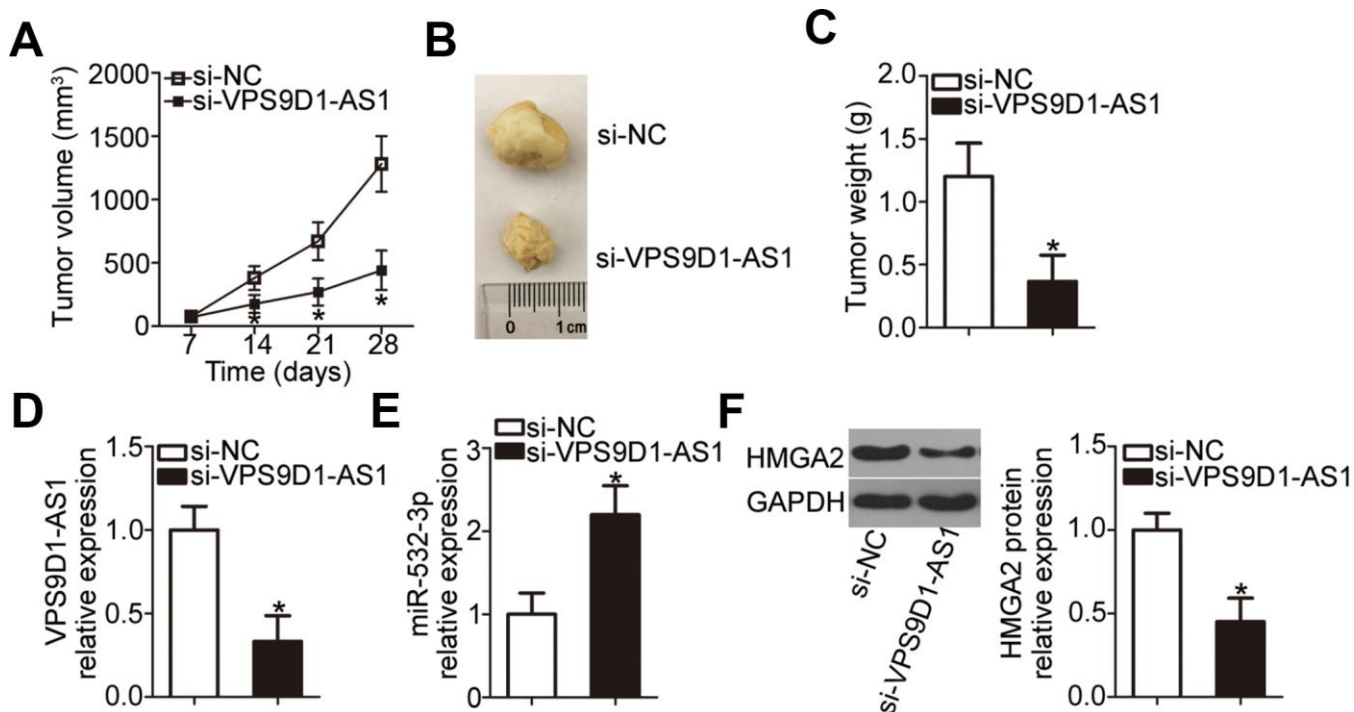 A
Tumor volume (mm³)
2000
1500
1000
500
0
si-NC
si-VPS9D1-AS1
*
*
*
7
14
21
28
Time (days)
B
si-NC
si-VPS9D1-AS1
0
1 cm
C
Tumor weight (g)
2.0
1.5
1.0
0.5
0.0
si-NC
si-VPS9D1-AS1
*
D
VPS9D1-AS1
relative expression
1.5
1.0
0.5
0.0
si-NC
si-VPS9D1-AS1
*
E
miR-532-3p
relative expression
3
2
1
0
si-NC
si-VPS9D1-AS1
*
F
HMGA2
GAPDH
si-NC
si-VPS9D1-AS1
HMGA2 protein
relative expression
1.5
1.0
0.5
0.0
si-NC
si-VPS9D1-AS1
*